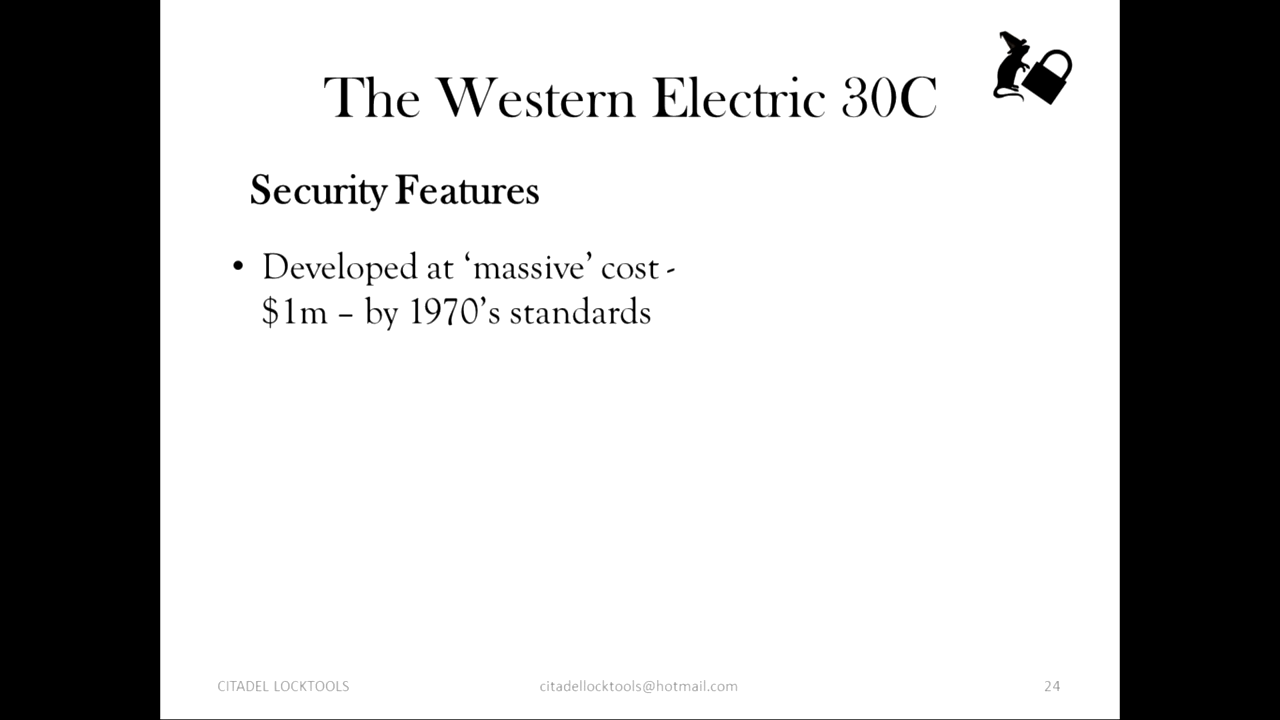 The Western Electric 30C
Security Features
• Developed at ‘massive’ cost -
$1m – by 1970’s standards
CITADEL LOCKTOOLS
citadellocktools@hotmail.com
24